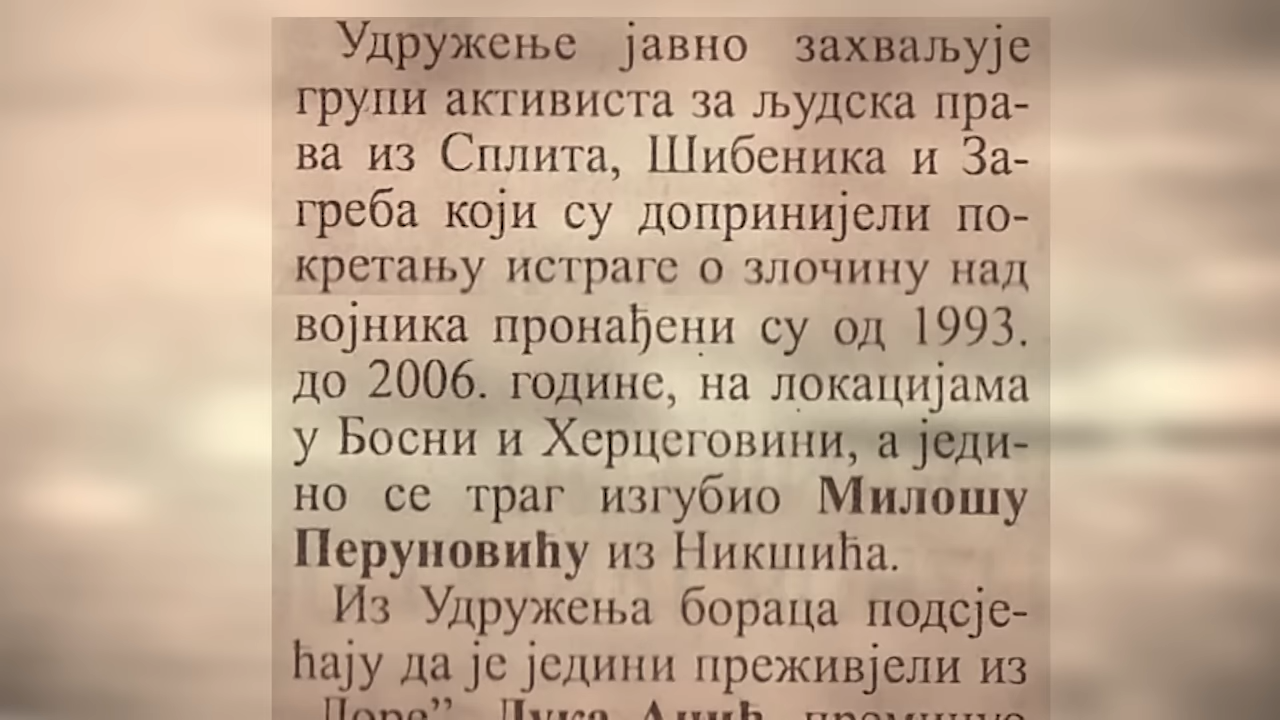 Удружење јавно захваљује
групи активиста за људска пра-
ва из Сплита, Шибеника и За-
греба који су допринијели по-
кретању истраге о злочину над
војника пронађени су од 1993.
до 2006. године, на локацијама
у Босни и Херцеговини, а једи-
но се траг изгубио Милошу
Перуновићу из Никшића.
Из Удружења бораца подсје-
ћају да је једини преживјели из